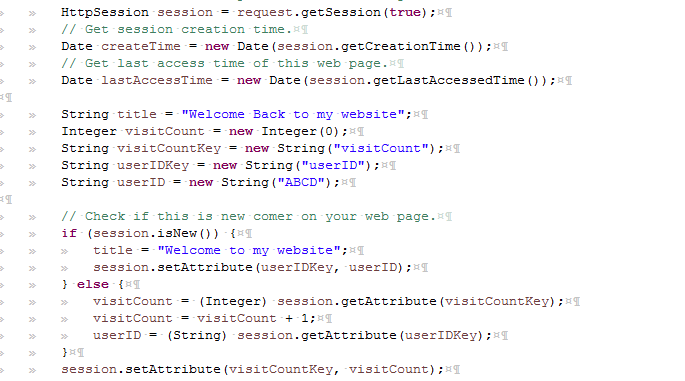 HttpSession session = request.getSession(true);
// Get session creation time.
Date createTime = new Date(session.getCreationTime());
// Get last access time of this web page.
Date lastAccessTime = new Date(session.getLastAccessedTime());
String title = "Welcome Back to my website";
Integer visitCount = new Integer(0);
String visitCountKey = new String("visitCount");
String userIDKey = new String("userID");
String userID = new String("ABCD");
// Check if this is new comer on your web page.
if (session.isNew()) {
title = "Welcome to my website";
session.setAttribute(userIDKey, userID);
} else {
visitCount = (Integer) session.getAttribute(visitCountKey);
visitCount = visitCount + 1;
userID = (String) session.getAttribute(userIDKey);
}
session.setAttribute(visitCountKey, visitCount);